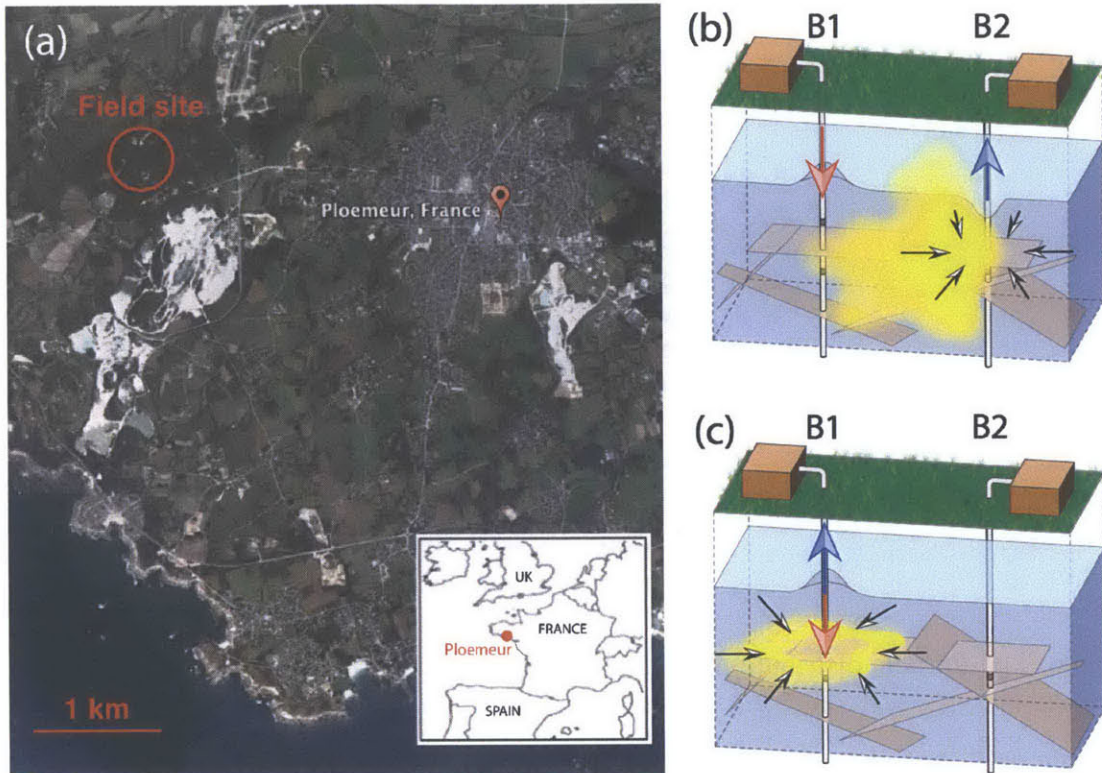 (a)
Field site
Ploemeur, France
1 km
UK
FRANCE
Ploemeur
SPAIN
(b)
B1
B2
(c)
B1
B2